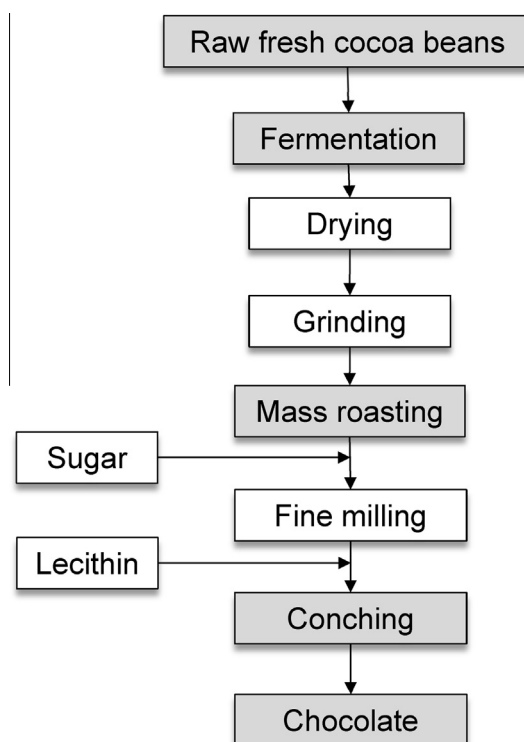 Raw fresh cocoa beans
Fermentation
Drying
Grinding
Mass roasting
Sugar
Fine milling
Lecithin
Conching
Chocolate